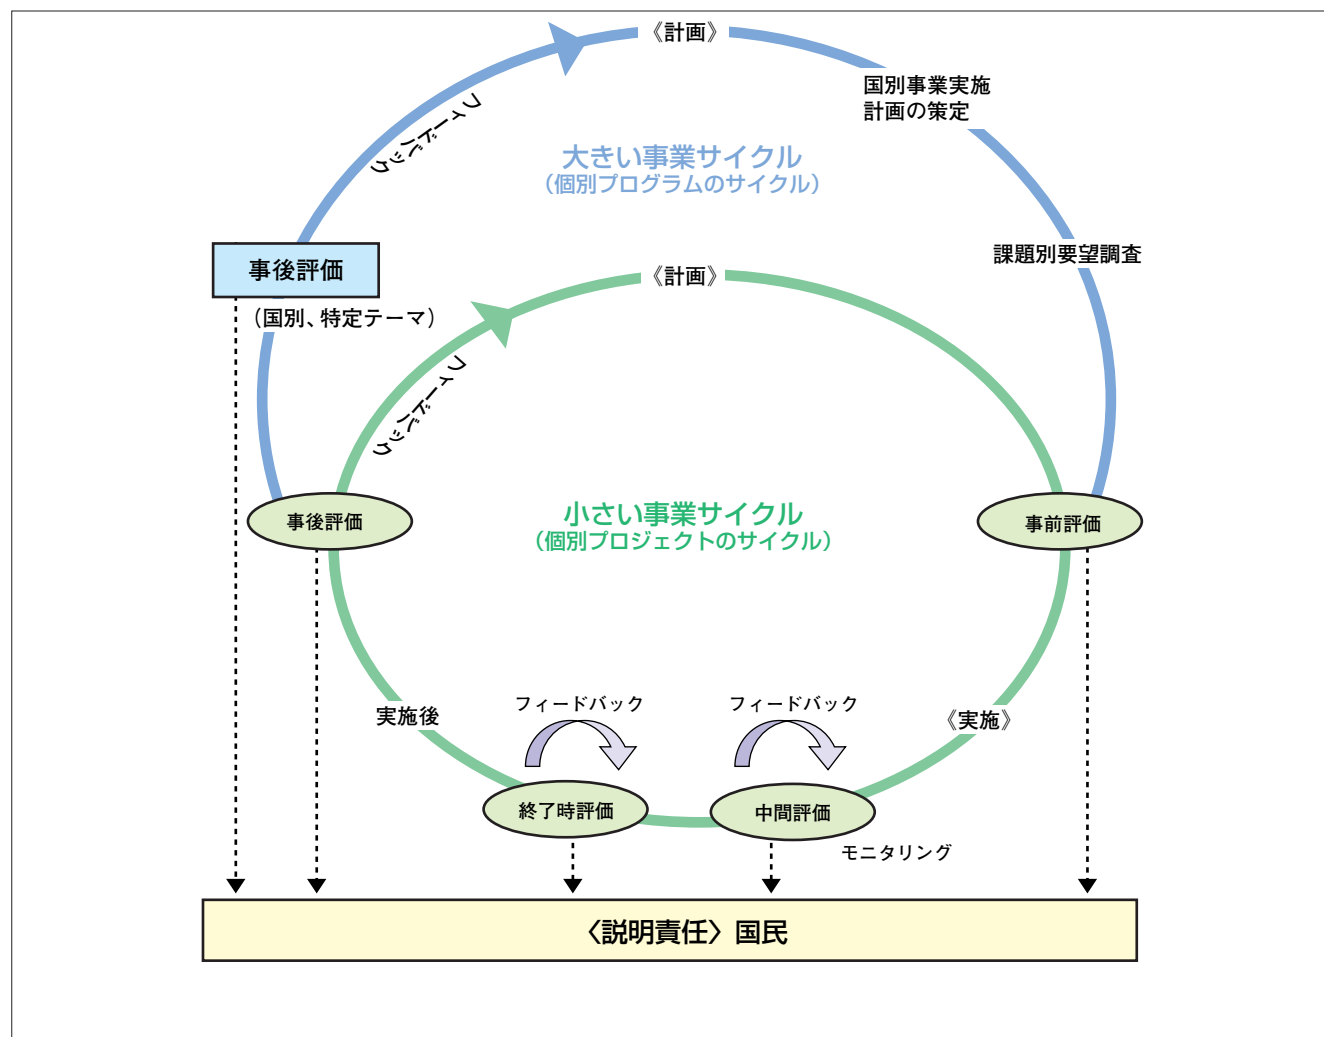 《計画》
国別事業実施
計画の策定
フィードバック
大きい事業サイクル
（個別プログラムのサイクル）
課題別要望調査
事後評価
（国別、特定テーマ）
《計画》
フィードバック
小さい事業サイクル
（個別プロジェクトのサイクル）
事後評価
事前評価
フィードバック
フィードバック
実施後
《実施》
終了時評価
中間評価
モニタリング
〈説明責任〉国民